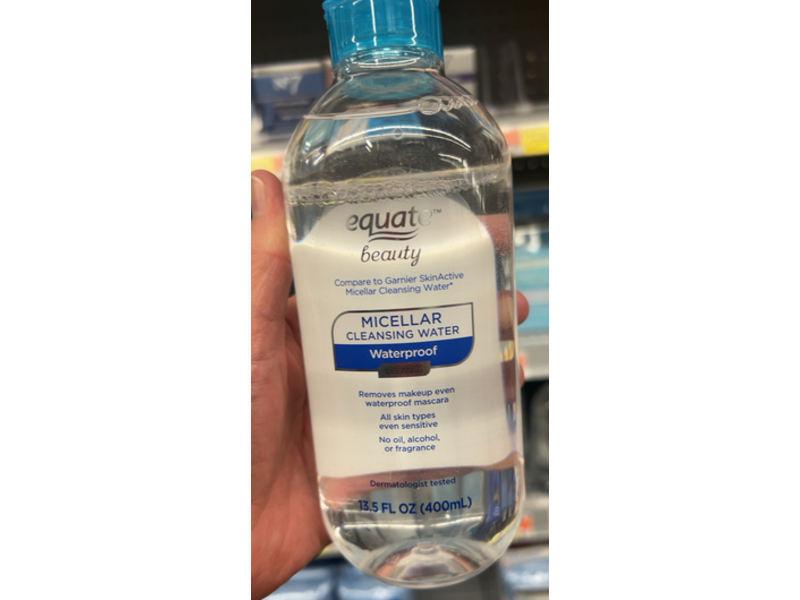 equate™
beauty
Compare to Garnier SkinActive
Micellar Cleansing Water*
MICELLAR
CLEANSING WATER
Waterproof
Removes makeup even
waterproof mascara
All skin types
even sensitive
No oil, alcohol,
or fragrance
Dermatologist tested
13.5 FL OZ (400mL)